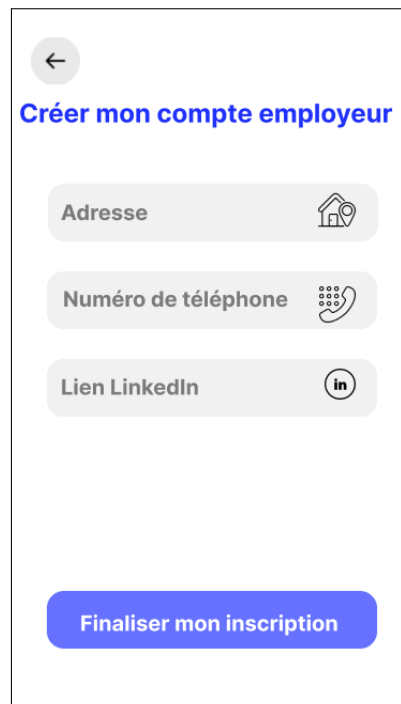 Créer mon compte employeur
Adresse
Numéro de téléphone
Lien LinkedIn
in
Finaliser mon inscription